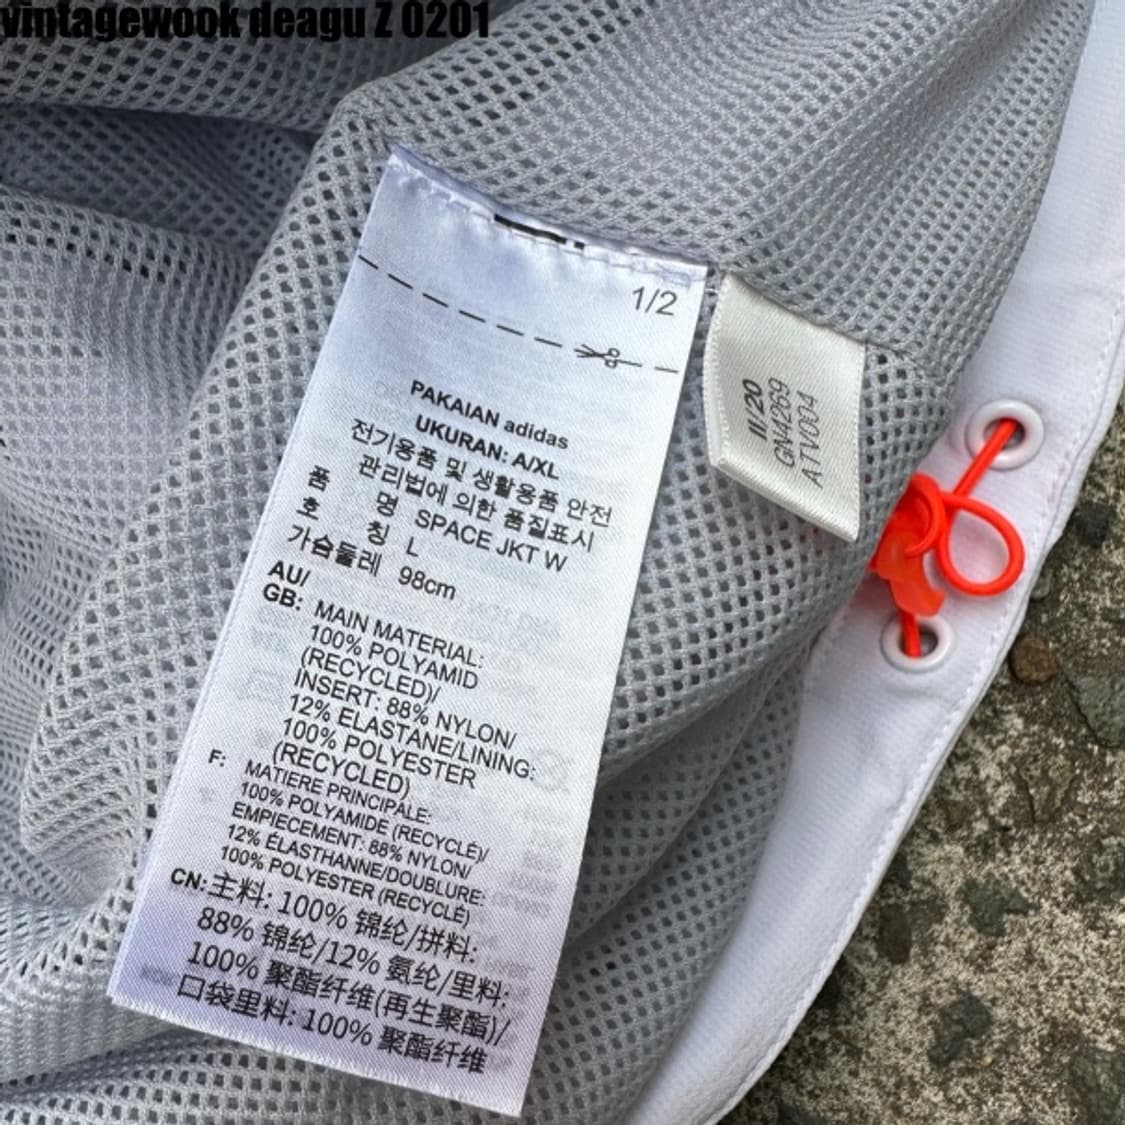 vintagewook deagu Z 0201
1/2
PAKAIAN adidas
UKURAN: A/XL
전기용품 및 생활용품 안전
관리법에 의한 품질표시
품 명 SPACE JKT W
호 칭 L
가슴둘레 98cm
AU/
GB: MAIN MATERIAL:
100% POLYAMID
(RECYCLED)/
INSERT: 88% NYLON/
12% ELASTANE/LINING:
100% POLYESTER
(RECYCLED)
F: MATIERE PRINCIPALE:
100% POLYAMIDE (RECYCLÉ)/
EMPIECEMENT: 88% NYLON/
12% ÉLASTHANNE/DOUBLURE:
100% POLYESTER (RECYCLÉ)
CN: 主料: 100% 锦纶/拼料:
88% 锦纶/12% 氨纶/里料:
100% 聚酯纤维(再生聚酯)/
口袋里料: 100% 聚酯纤维
11/20
GN4269
ATV004